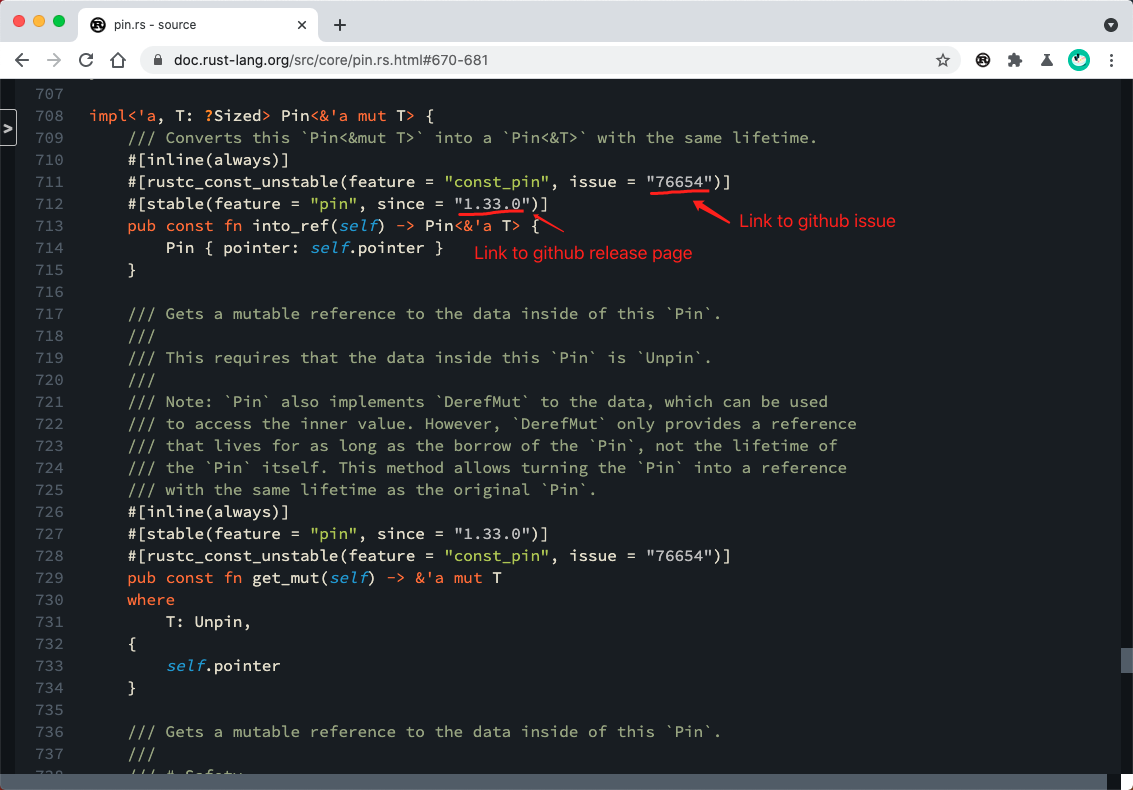 pin.rs - source
doc.rust-lang.org/src/core/pin.rs.html#670-681
707
708 impl<'a, T: ?Sized> Pin<&'a mut T> {
>
709 /// Converts this `Pin<&mut T>` into a `Pin<&T>` with the same lifetime.
710 #[inline(always)]
711 #[rustc_const_unstable(feature = "const_pin", issue = "76654")]
712 #[stable(feature = "pin", since = "1.33.0")]
Link to github issue
713 pub const fn into_ref(self) -> Pin<&'a T> {
714 Pin { pointer: self.pointer }
Link to github release page
715 }
716
717 /// Gets a mutable reference to the data inside of this `Pin`.
718 ///
719 /// This requires that the data inside this `Pin` is `Unpin`.
720 ///
721 /// Note: `Pin` also implements `DerefMut` to the data, which can be used
722 /// to access the inner value. However, `DerefMut` only provides a reference
723 /// that lives for as long as the borrow of the `Pin`, not the lifetime of
724 /// the `Pin` itself. This method allows turning the `Pin` into a reference
725 /// with the same lifetime as the original `Pin`.
726 #[inline(always)]
727 #[stable(feature = "pin", since = "1.33.0")]
728 #[rustc_const_unstable(feature = "const_pin", issue = "76654")]
729 pub const fn get_mut(self) -> &'a mut T
730 where
731 T: Unpin,
732 {
733 self.pointer
734 }
735
736 /// Gets a mutable reference to the data inside of this `Pin`.
737 ///
738 /// # Safety